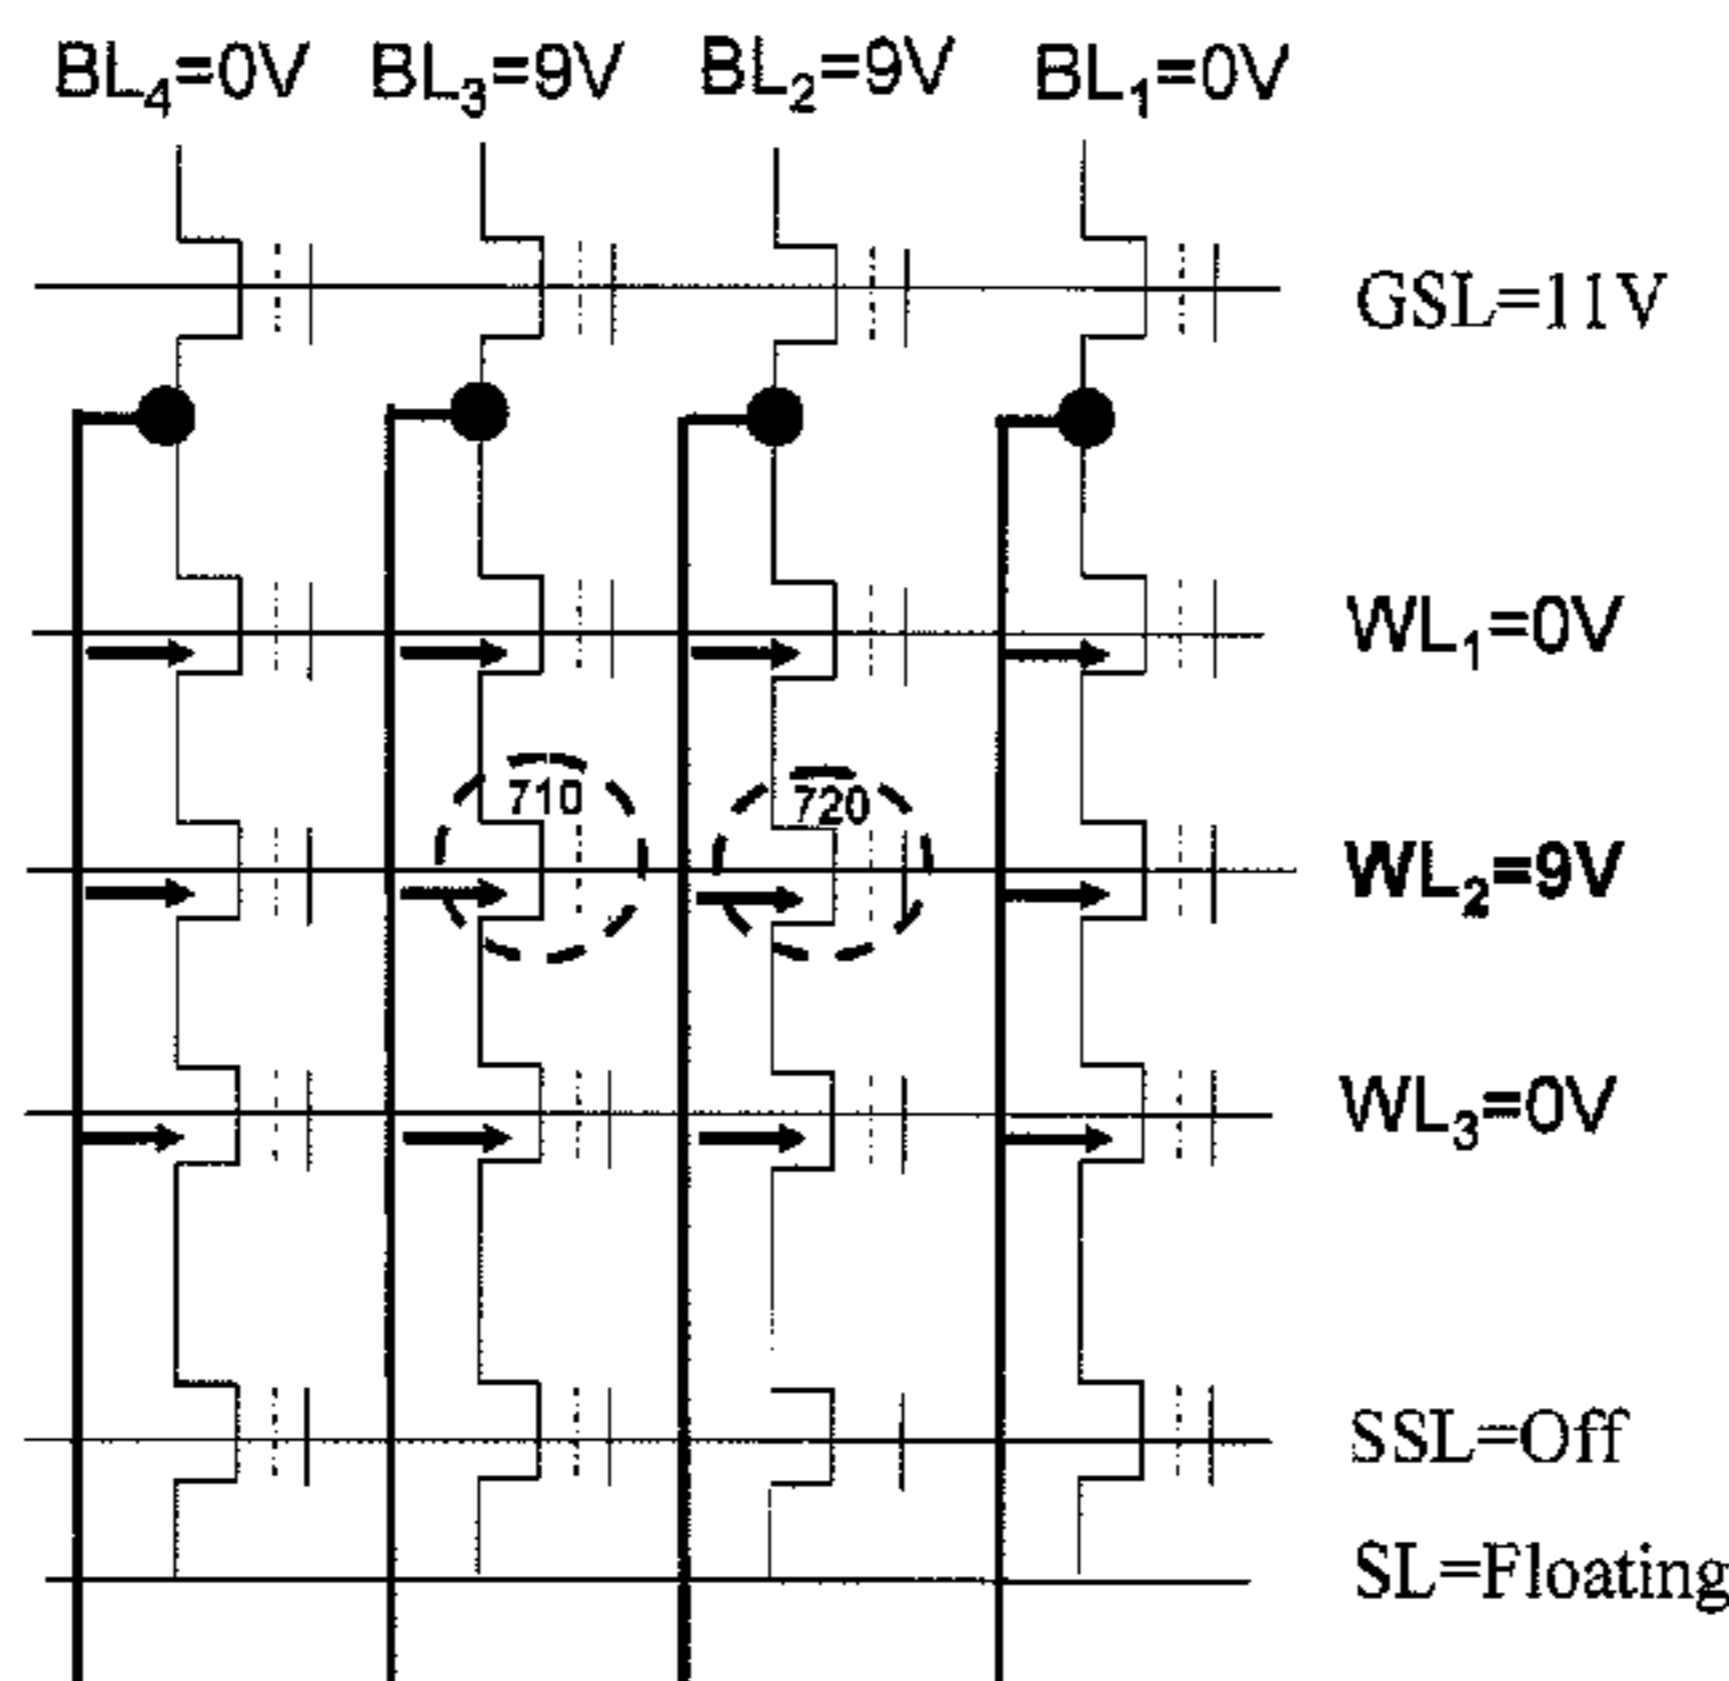 BL₄=0V BL₃=9V BL₂=9V BL₁=0V
GSL=11V
WL₁=0V
710 720
WL₂=9V
WL₃=0V
SSL=Off
SL=Floating